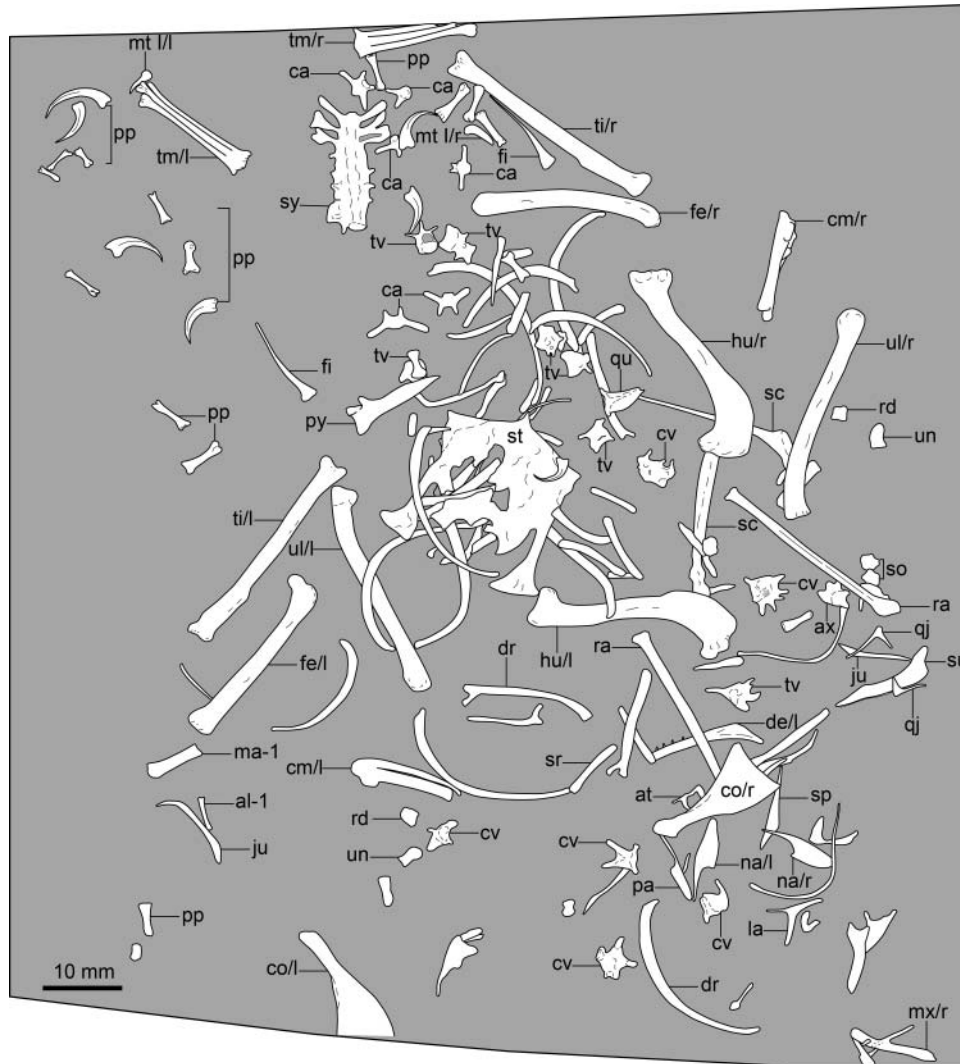 mt l/l
tm/r
pp
ca
ca
pp
tm/l
mt l/r
ti/r
fi
ca
ca
sy
fe/r
cm/r
pp
tv
tv
ca
hu/r
ul/r
fi
tv
tv
qu
sc
rd
py
st
cv
un
pp
tv
ti/l
ul/l
sc
so
cv
ax
ra
hu/l
ra
qj
ju
su
fe/l
dr
tv
qj
de/l
ma-1
cm/l
sr
at
co/r
sp
al-1
rd
cv
cv
ju
un
na/l
na/r
pa
pp
cv
la
co/l
cv
dr
10 mm
mx/r